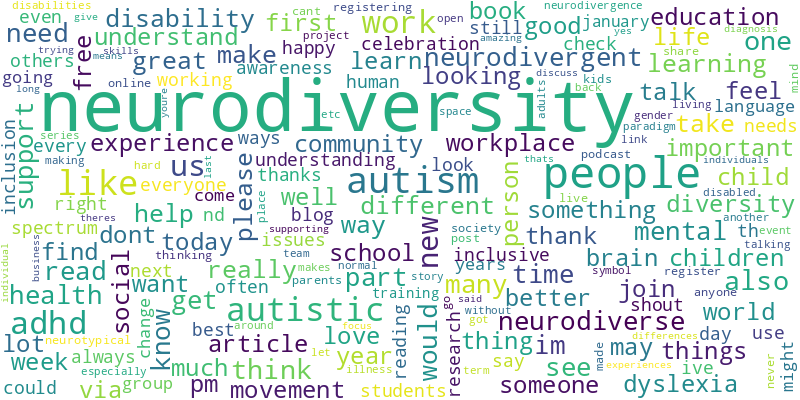 disabilities
even
cant
give
registering
book
neurodivergence
disability
first
work
open
still
good
january
education
need
understand
trying
skills
means
project
yes
diagnosis
great
make
happy
celebration
amazing
check
share
life
one
others
free
awareness
learn
neurodivergent
discuss
kids
learning
going
working
human
looking
adults
back
talk
feel
mind
long
online
neurodiversity
youre
etc
space
gender
living
language
series
support
experience
ways
community
workplace
paradigm
take
needs
link
important
making
every
us
understanding
look
thats
podcast
individuals
inclusion
like
hard
last
thanks
autism
people
disabled
child
right
everyone
come
please
well
different
live
diversity
spectrum
help
nd
place
blog
way
person
something
another
theres
supporting
society
post
thank
mental
th
event
dont
today
issues
school
new
inclusive
talking
find
business
thinking
team
normal
years
symbol
brain
children
read
social
next
really
makes
parents
story
part
time
register
anyone
individual
health
want
often
training
many
better
join
also
adhd
change
know
get
autistic
go
said
without
shout
world
neurotypical
best
around
focus
love
reading
would
research
got
neurodiverse
day
use
lot
always
article
let
year
thing
im
differences
may
things
week
especially
much
think
illness
term
say
see
made
ive
experiences
never
might
could
via
group
pm
movement
students
someone
dyslexia